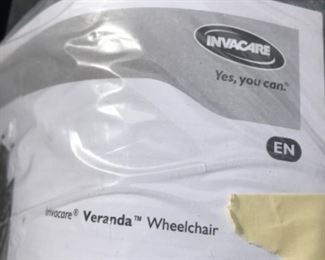 INVACARE
Yes, you can.®
EN
Invacare® Veranda™ Wheelchair